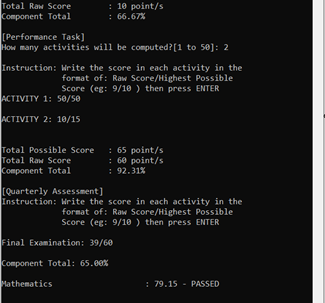 Total Raw Score : 10 point/s
Component Total : 66.67%
[Performance Task]
How many activities will be computed?[1 to 50]: 2
Instruction: Write the score in each activity in the
format of: Raw Score/Highest Possible
Score (eg: 9/10 ) then press ENTER
ACTIVITY 1: 50/50
ACTIVITY 2: 10/15
Total Possible Score : 65 point/s
Total Raw Score : 60 point/s
Component Total : 92.31%
[Quarterly Assessment]
Instruction: Write the score in each activity in the
format of: Raw Score/Highest Possible
Score (eg: 9/10 ) then press ENTER
Final Examination: 39/60
Component Total: 65.00%
Mathematics : 79.15 - PASSED